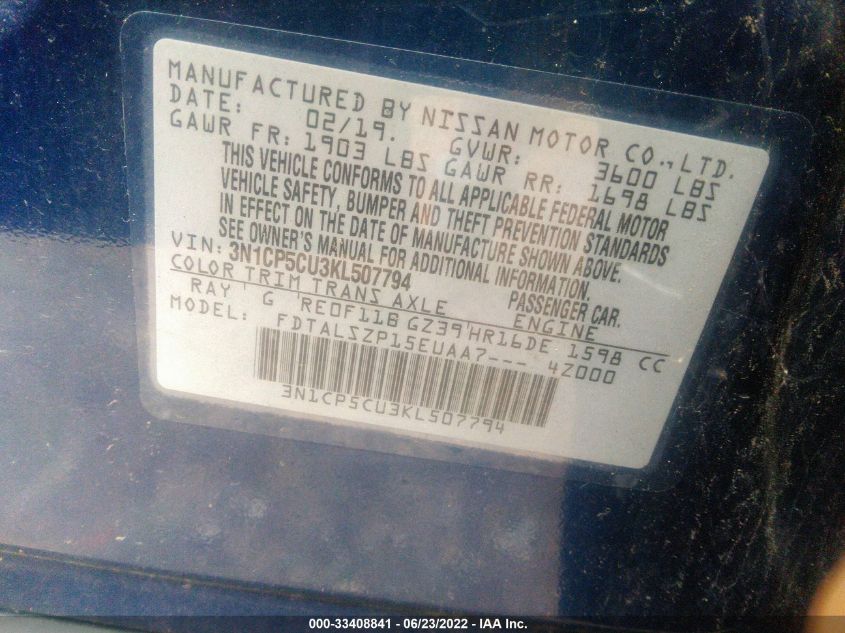 MANUFACTURED BY NISSAN MOTOR CO.,LTD.
DATE: 02/19. GVWR: 3600 LBS
GAWR FR: 1903 LBS GAWR RR: 1698 LBS
THIS VEHICLE CONFORMS TO ALL APPLICABLE FEDERAL MOTOR
VEHICLE SAFETY, BUMPER AND THEFT PREVENTION STANDARDS
IN EFFECT ON THE DATE OF MANUFACTURE SHOWN ABOVE.
SEE OWNER'S MANUAL FOR ADDITIONAL INFORMATION.
VIN: 3N1CP5CU3KL507794 PASSENGER CAR.
COLOR TRIM TRANS AXLE ENGINE
RAY G RE0F11B GZ39 HR16DE 1598 CC
MODEL: FDTALSZP15EUAA7--- 4Z000
3N1CP5CU3KL507794
000-33408841 - 06/23/2022 - IAA Inc.